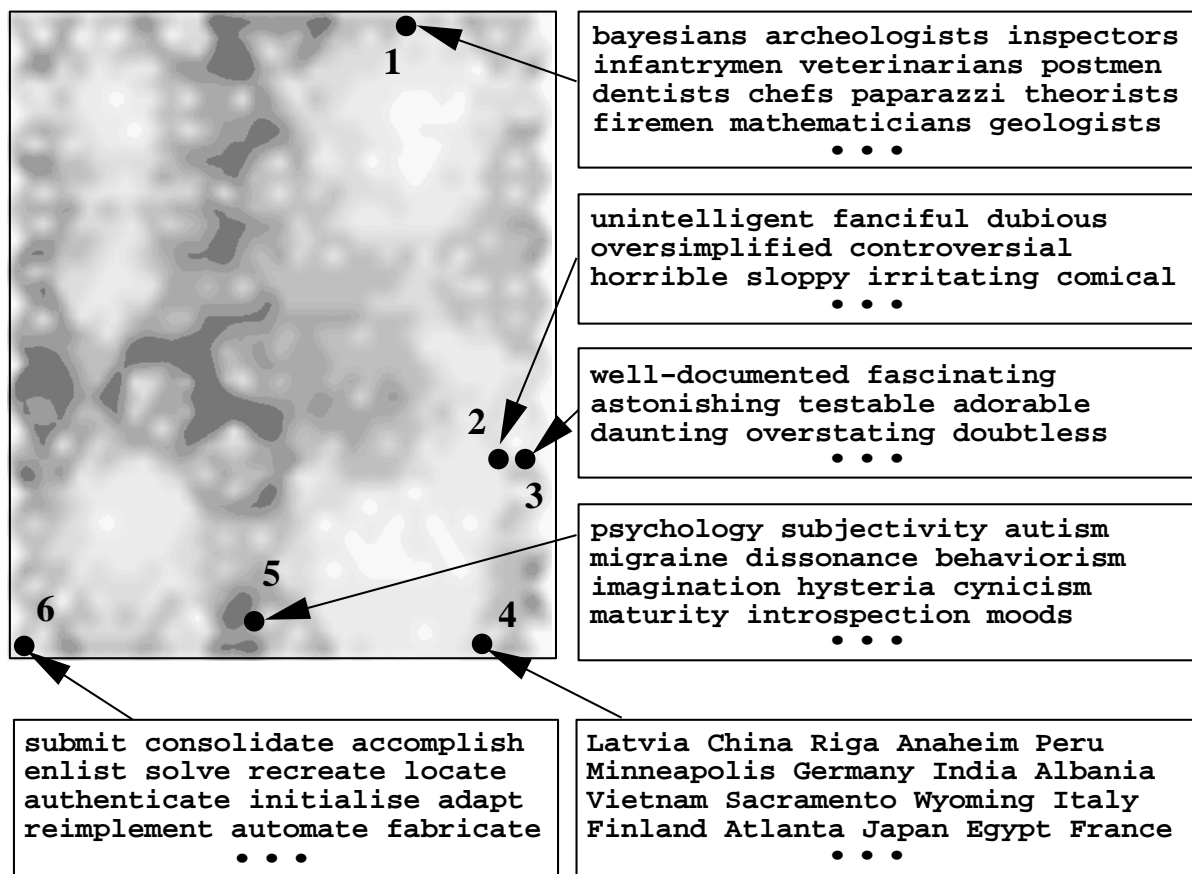 1
bayesians archeologists inspectors
infantrymen veterinarians postmen
dentists chefs paparazzi theorists
firemen mathematicians geologists
• • •
unintelligent fanciful dubious
oversimplified controversial
horrible sloppy irritating comical
• • •
2
3
well-documented fascinating
astonishing testable adorable
daunting overstating doubtless
• • •
5
psychology subjectivity autism
migraine dissonance behaviorism
imagination hysteria cynicism
maturity introspection moods
• • •
6
4
submit consolidate accomplish
enlist solve recreate locate
authenticate initialise adapt
reimplement automate fabricate
• • •
Latvia China Riga Anaheim Peru
Minneapolis Germany India Albania
Vietnam Sacramento Wyoming Italy
Finland Atlanta Japan Egypt France
• • •